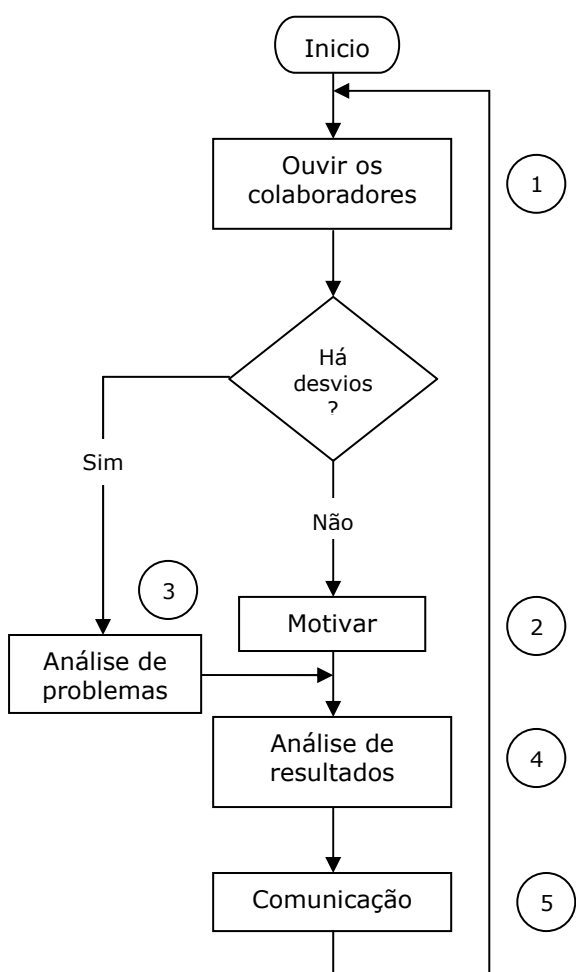 Inicio
Ouvir os
colaboradores
1
Há
desvios
?
Sim
Não
3
Motivar
2
Análise de
problemas
Análise de
resultados
4
Comunicação
5